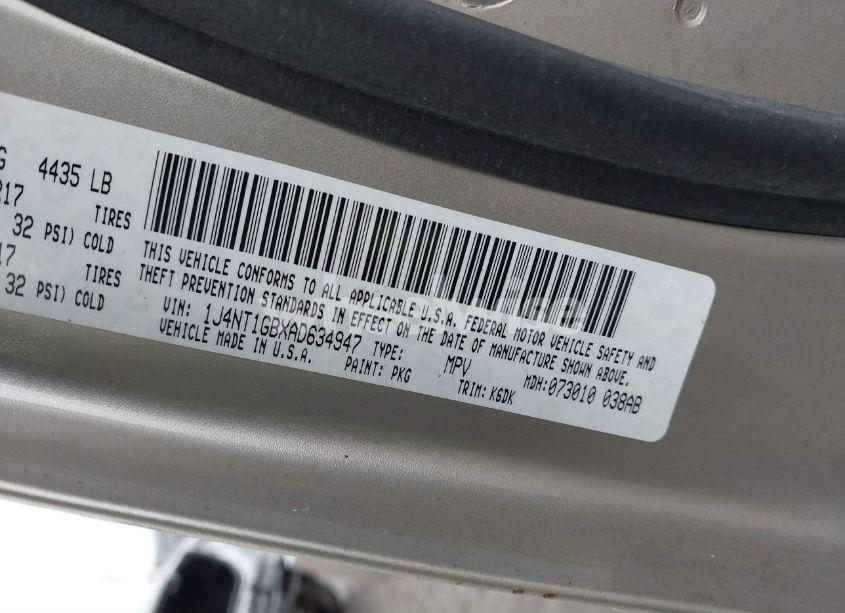 G 4435 LB
R17 TIRES
32 PSI) COLD
17 TIRES
32 PSI) COLD
THIS VEHICLE CONFORMS TO ALL APPLICABLE U.S.A. FEDERAL MOTOR VEHICLE SAFETY AND
THEFT PREVENTION STANDARDS IN EFFECT ON THE DATE OF MANUFACTURE SHOWN ABOVE.
VIN: 1J4NT1GBXAD634947 TYPE: MPV MDH:073010 038AB
VEHICLE MADE IN U.S.A. PAINT: PKG TRIM: K6DK